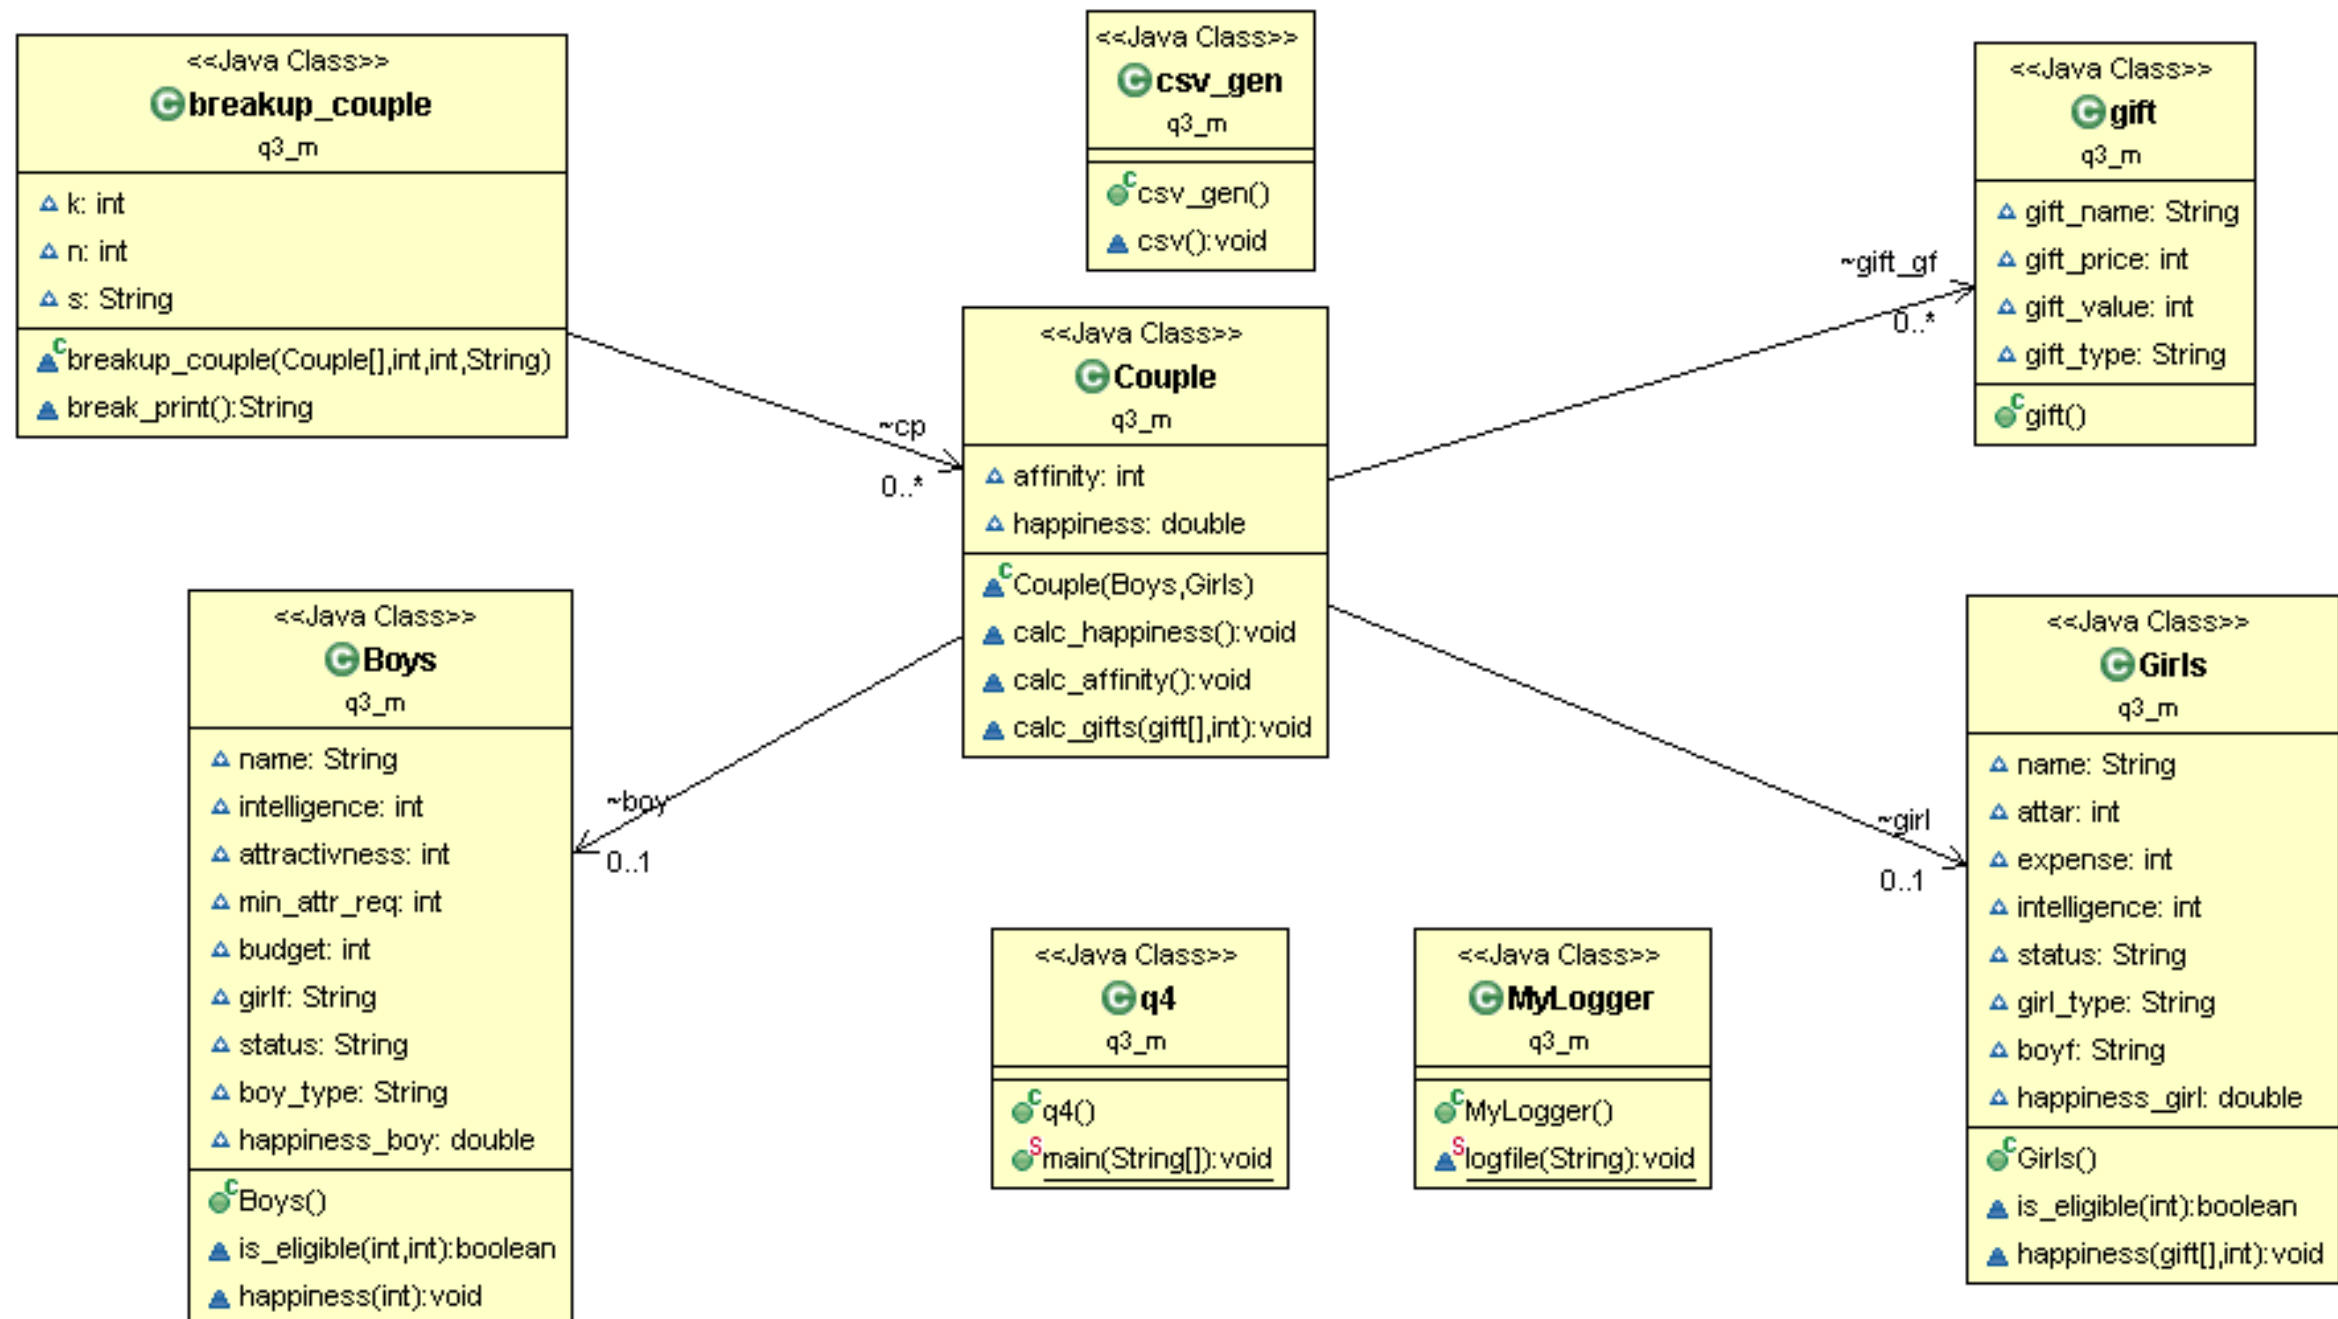 <<Java Class>>
breakup_couple
q3_m
k: int
n: int
s: String
breakup_couple(Couple[],int,int,String)
break_print():String
<<Java Class>>
csv_gen
q3_m
csv_gen()
csv():void
<<Java Class>>
gift
q3_m
gift_name: String
gift_price: int
gift_value: int
gift_type: String
gift()
~gift_gf
0..*
~cp
0..*
<<Java Class>>
Couple
q3_m
affinity: int
happiness: double
Couple(Boys,Girls)
calc_happiness():void
calc_affinity():void
calc_gifts(gift[],int):void
~boy
0..1
~girl
0..1
<<Java Class>>
Boys
q3_m
name: String
intelligence: int
attractivness: int
min_attr_req: int
budget: int
girlf: String
status: String
boy_type: String
happiness_boy: double
Boys()
is_eligible(int,int):boolean
happiness(int):void
<<Java Class>>
q4
q3_m
q4()
main(String[]):void
<<Java Class>>
MyLogger
q3_m
MyLogger()
logfile(String):void
<<Java Class>>
Girls
q3_m
name: String
attar: int
expense: int
intelligence: int
status: String
girl_type: String
boyf: String
happiness_girl: double
Girls()
is_eligible(int):boolean
happiness(gift[],int):void